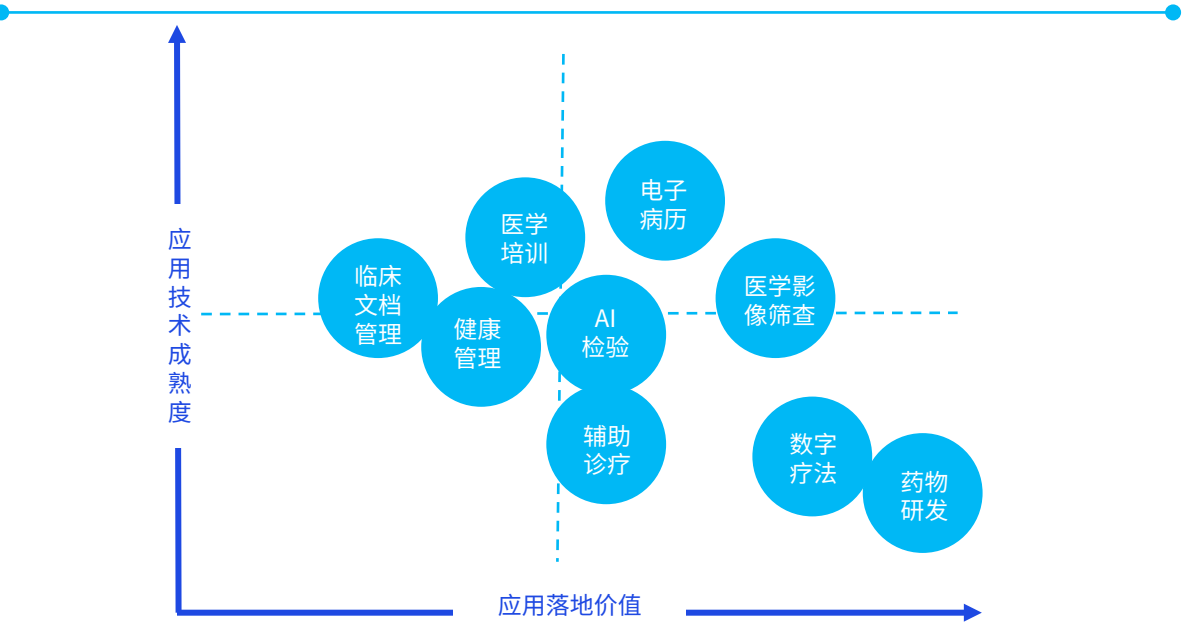 电子
病历
医学
培训
应用技术成熟度
临床
文档
管理
医学影
像筛查
健康
管理
AI
检验
辅助
诊疗
数字
疗法
药物
研发
应用落地价值